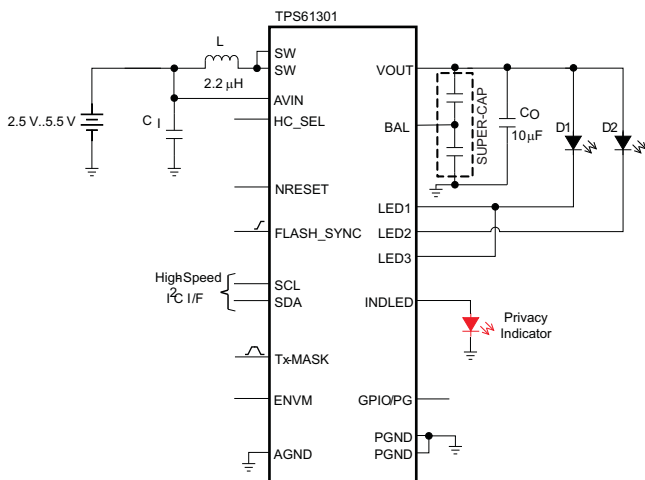 TPS61301
L
2.2 μH
SW
SW
AVIN
HC_SEL
2.5 V..5.5 V
C I
NRESET
FLASH_SYNC
High-Speed
I2C I/F
SCL
SDA
Tx-MASK
ENVM
AGND
VOUT
BAL
SUPER-CAP
CO
10μF
D1
D2
LED1
LED2
LED3
INDLED
Privacy
Indicator
GPIO/PG
PGND
PGND